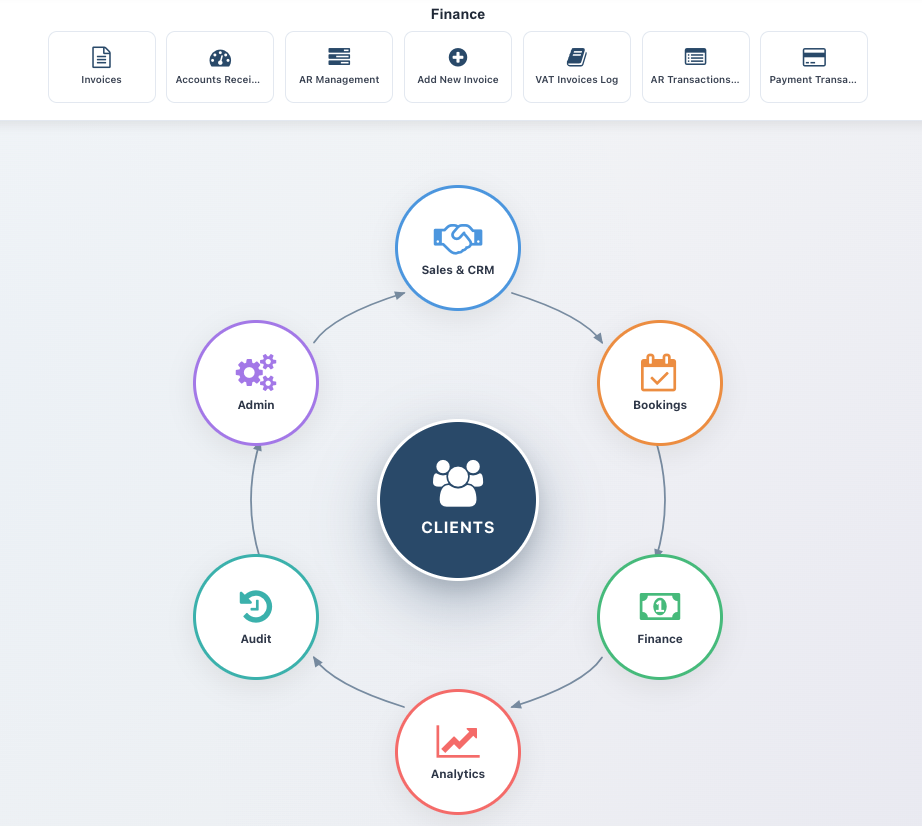 Finance
Invoices
Accounts Recei...
AR Management
Add New Invoice
VAT Invoices Log
AR Transactions...
Payment Transa...
Sales & CRM
Admin
Bookings
CLIENTS
1
Audit
Finance
Analytics